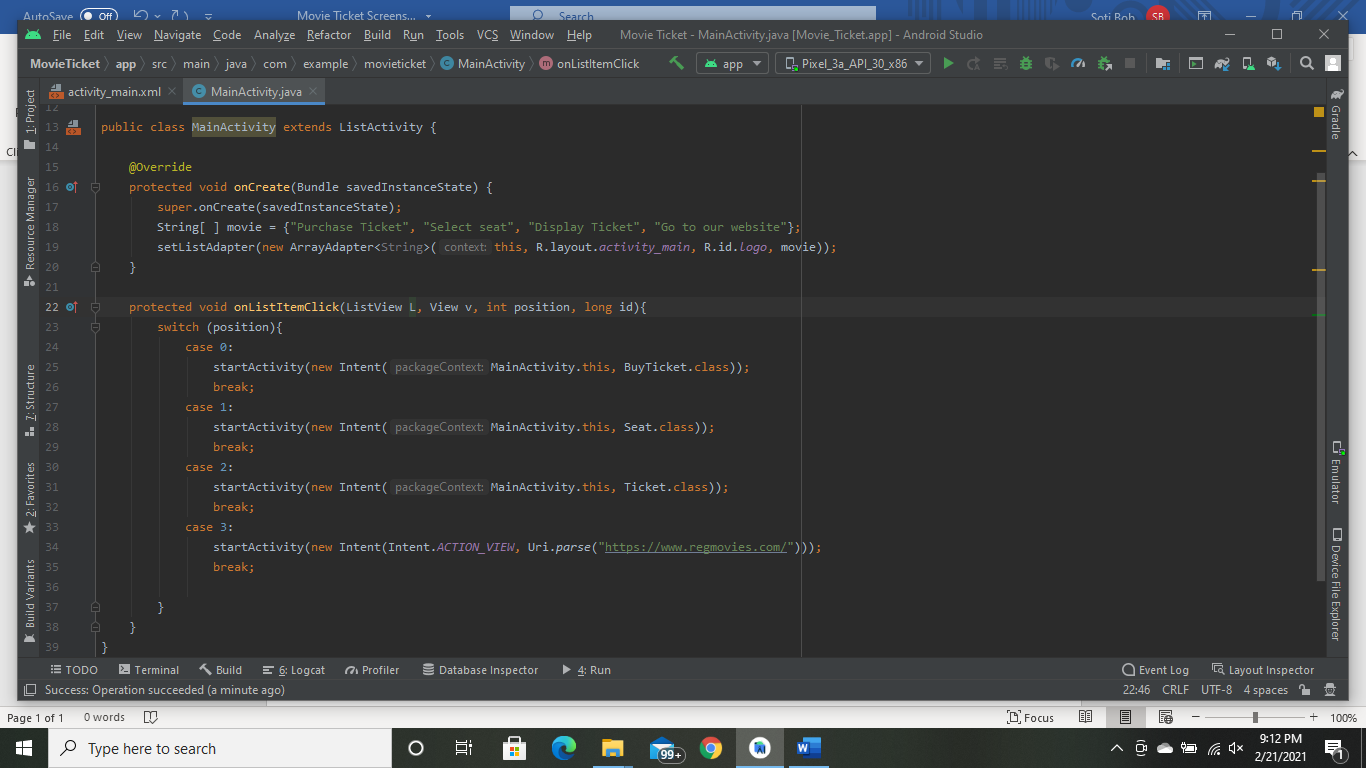 AutoSave Off Movie Ticket Screens... Search Soti Bob SB
File Edit View Navigate Code Analyze Refactor Build Run Tools VCS Window Help Movie Ticket - MainActivity.java [Movie_Ticket.app] - Android Studio
MovieTicket app src main java com example movieticket MainActivity onListItemClick app Pixel_3a_API_30_x86
activity_main.xml MainActivity.java
1: Project
Resource Manager
7: Structure
2: Favorites
Build Variants
12
13 public class MainActivity extends ListActivity {
14
15 @Override
16 protected void onCreate(Bundle savedInstanceState) {
17 super.onCreate(savedInstanceState);
18 String[ ] movie = {"Purchase Ticket", "Select seat", "Display Ticket", "Go to our website"};
19 setListAdapter(new ArrayAdapter<String>( context: this, R.layout.activity_main, R.id.logo, movie));
20 }
21
22 protected void onListItemClick(ListView L, View v, int position, long id){
23 switch (position){
24 case 0:
25 startActivity(new Intent( packageContext: MainActivity.this, BuyTicket.class));
26 break;
27 case 1:
28 startActivity(new Intent( packageContext: MainActivity.this, Seat.class));
29 break;
30 case 2:
31 startActivity(new Intent( packageContext: MainActivity.this, Ticket.class));
32 break;
33 case 3:
34 startActivity(new Intent(Intent.ACTION_VIEW, Uri.parse("https://www.regmovies.com/")));
35 break;
36
37 }
38 }
39 }
Gradle
Emulator
Device File Explorer
TODO Terminal Build 6: Logcat Profiler Database Inspector 4: Run Event Log Layout Inspector
Success: Operation succeeded (a minute ago) 22:46 CRLF UTF-8 4 spaces
Page 1 of 1 0 words Focus 100%
Type here to search 99+ 9:12 PM
2/21/2021 1